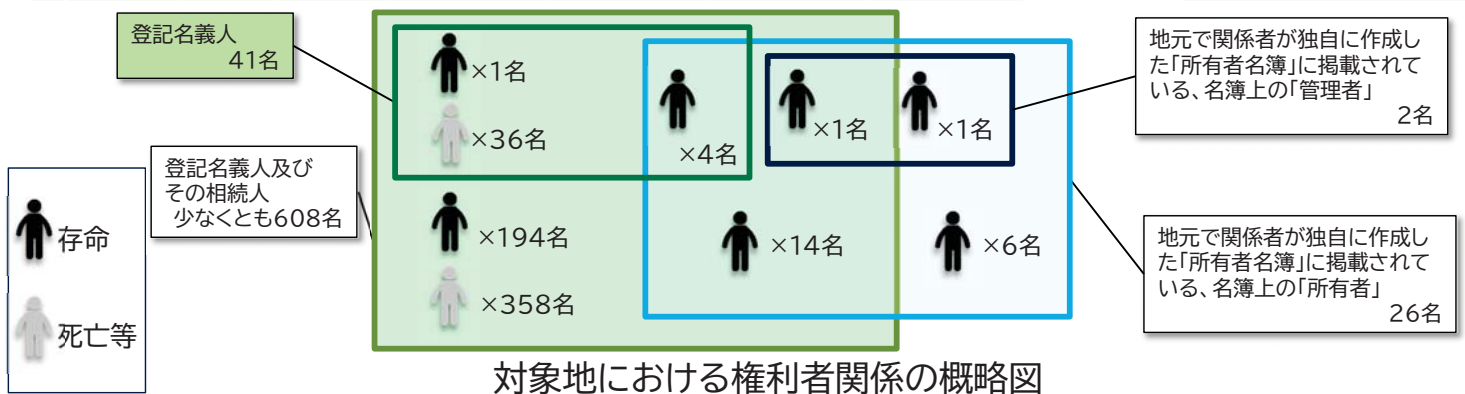 登記名義人
41名
登記名義人及び
その相続人
少なくとも608名
存命
死亡等
×1名
×36名
×4名
×1名
×1名
×194名
×358名
×14名
×6名
地元で関係者が独自に作成し
た「所有者名簿」に掲載されて
いる、名簿上の「管理者」
2名
地元で関係者が独自に作成し
た「所有者名簿」に掲載されて
いる、名簿上の「所有者」
26名
対象地における権利者関係の概略図